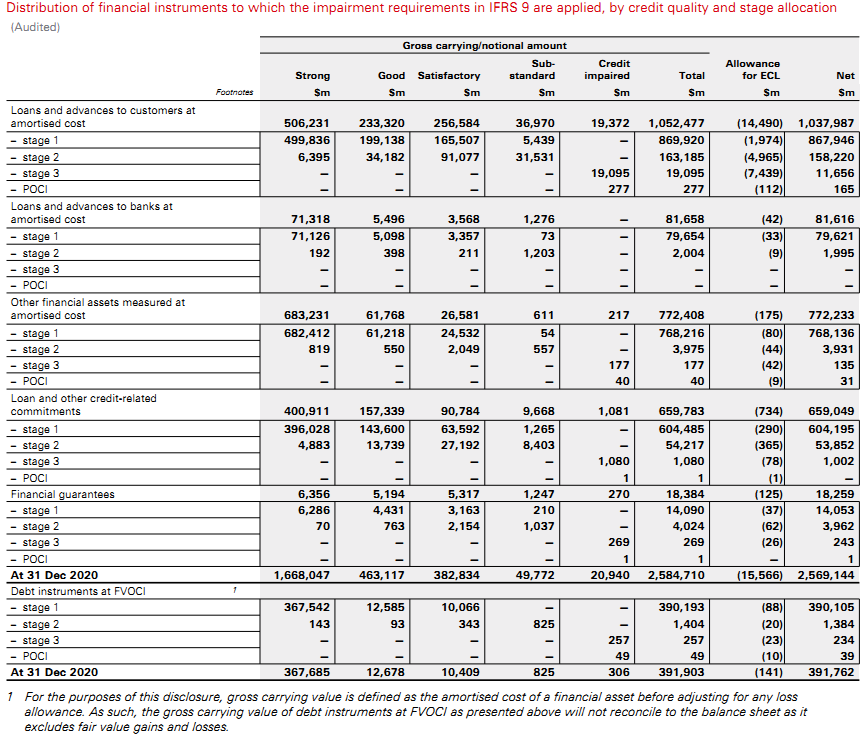 Distribution of financial instruments to which the impairment requirements in IFRS 9 are applied, by credit quality and stage allocation
(Audited)
Gross carrying/notional amount
Strong Good Satisfactory Sub-standard Credit impaired Total Allowance for ECL Net
Footnotes $m $m $m $m $m $m $m $m
Loans and advances to customers at
amortised cost 506,231 233,320 256,584 36,970 19,372 1,052,477 (14,490) 1,037,987
– stage 1 499,836 199,138 165,507 5,439 – 869,920 (1,974) 867,946
– stage 2 6,395 34,182 91,077 31,531 – 163,185 (4,965) 158,220
– stage 3 – – – – 19,095 19,095 (7,439) 11,656
– POCI – – – – 277 277 (112) 165
Loans and advances to banks at
amortised cost 71,318 5,496 3,568 1,276 – 81,658 (42) 81,616
– stage 1 71,126 5,098 3,357 73 – 79,654 (33) 79,621
– stage 2 192 398 211 1,203 – 2,004 (9) 1,995
– stage 3 – – – – – – – –
– POCI – – – – – – – –
Other financial assets measured at
amortised cost 683,231 61,768 26,581 611 217 772,408 (175) 772,233
– stage 1 682,412 61,218 24,532 54 – 768,216 (80) 768,136
– stage 2 819 550 2,049 557 – 3,975 (44) 3,931
– stage 3 – – – – 177 177 (42) 135
– POCI – – – – 40 40 (9) 31
Loan and other credit-related
commitments 400,911 157,339 90,784 9,668 1,081 659,783 (734) 659,049
– stage 1 396,028 143,600 63,592 1,265 – 604,485 (290) 604,195
– stage 2 4,883 13,739 27,192 8,403 – 54,217 (365) 53,852
– stage 3 – – – – 1,080 1,080 (78) 1,002
– POCI – – – – 1 1 (1) –
Financial guarantees 6,356 5,194 5,317 1,247 270 18,384 (125) 18,259
– stage 1 6,286 4,431 3,163 210 – 14,090 (37) 14,053
– stage 2 70 763 2,154 1,037 – 4,024 (62) 3,962
– stage 3 – – – – 269 269 (26) 243
– POCI – – – – 1 1 – 1
At 31 Dec 2020 1,668,047 463,117 382,834 49,772 20,940 2,584,710 (15,566) 2,569,144
Debt instruments at FVOCI 1
– stage 1 367,542 12,585 10,066 – – 390,193 (88) 390,105
– stage 2 143 93 343 825 – 1,404 (20) 1,384
– stage 3 – – – – 257 257 (23) 234
– POCI – – – – 49 49 (10) 39
At 31 Dec 2020 367,685 12,678 10,409 825 306 391,903 (141) 391,762
1 For the purposes of this disclosure, gross carrying value is defined as the amortised cost of a financial asset before adjusting for any loss
allowance. As such, the gross carrying value of debt instruments at FVOCI as presented above will not reconcile to the balance sheet as it
excludes fair value gains and losses.